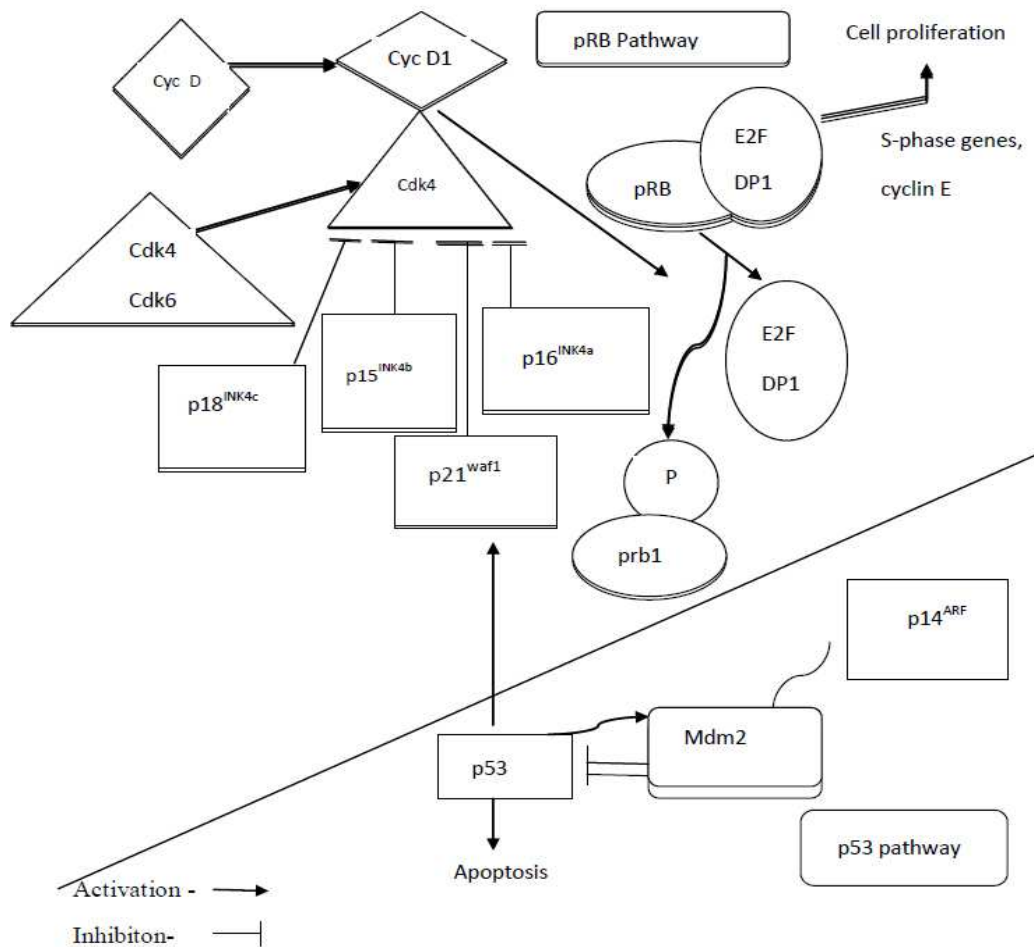 pRB Pathway
Cell proliferation
Cyc D1
Cyc D
E2F
DP1
pRB
S-phase genes,
cyclin E
Cdk4
Cdk4
Cdk6
E2F
DP1
p16INK4a
p15INK4b
p18INK4c
p21waf1
P
prb1
p14ARF
Mdm2
p53
p53 pathway
Apoptosis
Activation -
Inhibiton-